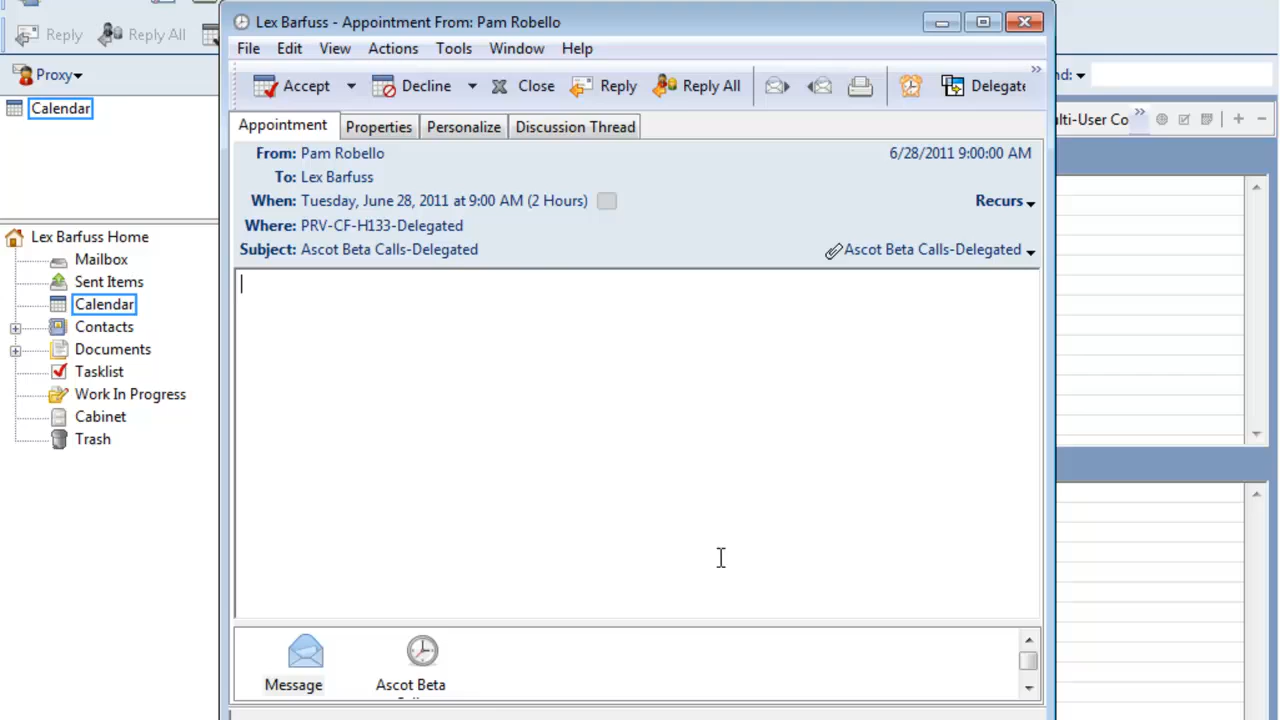 Lex Barfuss - Appointment From: Pam Robello
Reply Reply All
File Edit View Actions Tools Window Help
Proxy
Accept Decline Close Reply Reply All Delegate
nd:
Calendar
Appointment Properties Personalize Discussion Thread
lti-User Co
From: Pam Robello 6/28/2011 9:00:00 AM
To: Lex Barfuss
When: Tuesday, June 28, 2011 at 9:00 AM (2 Hours) Recurs
Where: PRV-CF-H133-Delegated
Subject: Ascot Beta Calls-Delegated Ascot Beta Calls-Delegated
Lex Barfuss Home
Mailbox
Sent Items
Calendar
Contacts
Documents
Tasklist
Work In Progress
Cabinet
Trash
Message Ascot Beta